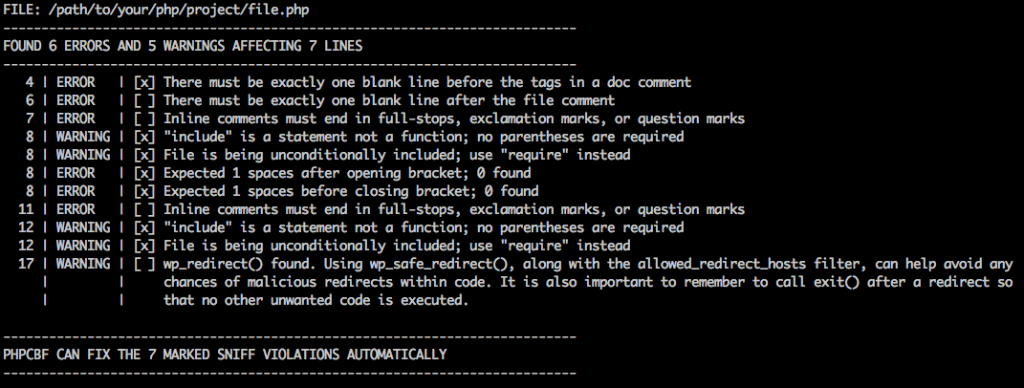 FILE: /path/to/your/php/project/file.php
--------------------------------------------------------------------------------
FOUND 6 ERRORS AND 5 WARNINGS AFFECTING 7 LINES
--------------------------------------------------------------------------------
4 | ERROR | [x] There must be exactly one blank line before the tags in a doc comment
6 | ERROR | [ ] There must be exactly one blank line after the file comment
7 | ERROR | [ ] Inline comments must end in full-stops, exclamation marks, or question marks
8 | WARNING | [x] "include" is a statement not a function; no parentheses are required
8 | WARNING | [x] File is being unconditionally included; use "require" instead
8 | ERROR | [x] Expected 1 spaces after opening bracket; 0 found
8 | ERROR | [x] Expected 1 spaces before closing bracket; 0 found
11 | ERROR | [ ] Inline comments must end in full-stops, exclamation marks, or question marks
12 | WARNING | [x] "include" is a statement not a function; no parentheses are required
12 | WARNING | [x] File is being unconditionally included; use "require" instead
17 | WARNING | [ ] wp_redirect() found. Using wp_safe_redirect(), along with the allowed_redirect_hosts filter, can help avoid any
| | chances of malicious redirects within code. It is also important to remember to call exit() after a redirect so
| | that no other unwanted code is executed.
--------------------------------------------------------------------------------
PHPCBF CAN FIX THE 7 MARKED SNIFF VIOLATIONS AUTOMATICALLY
--------------------------------------------------------------------------------